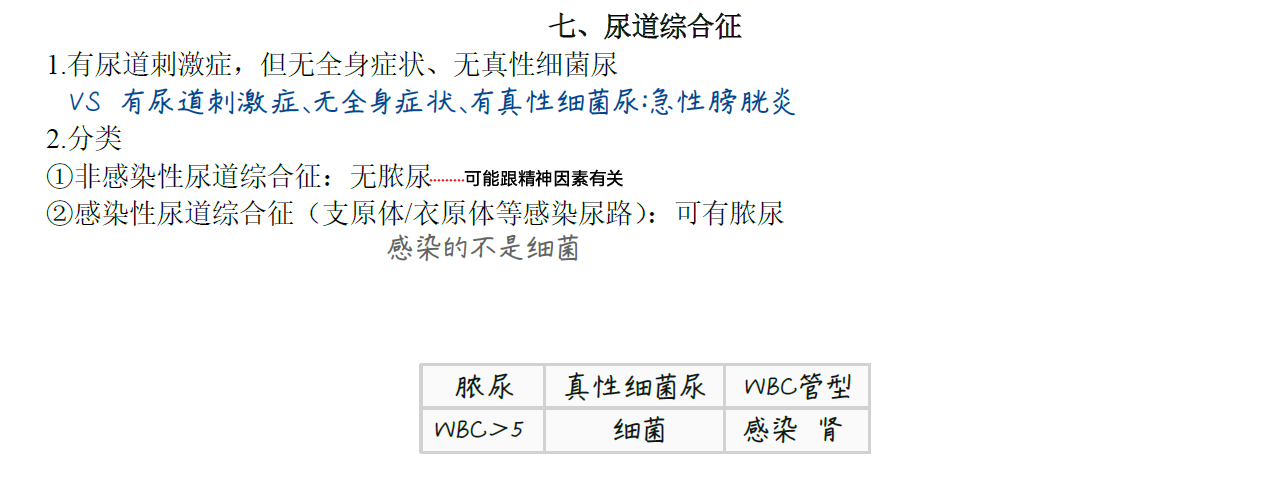 七、尿道综合征
1.有尿道刺激症，但无全身症状、无真性细菌尿
VS 有尿道刺激症、无全身症状、有真性细菌尿:急性膀胱炎
2.分类
①非感染性尿道综合征：无脓尿........可能跟精神因素有关
②感染性尿道综合征（支原体/衣原体等感染尿路）：可有脓尿
感染的不是细菌
脓尿 真性细菌尿 WBC管型
WBC>5 细菌 感染 肾